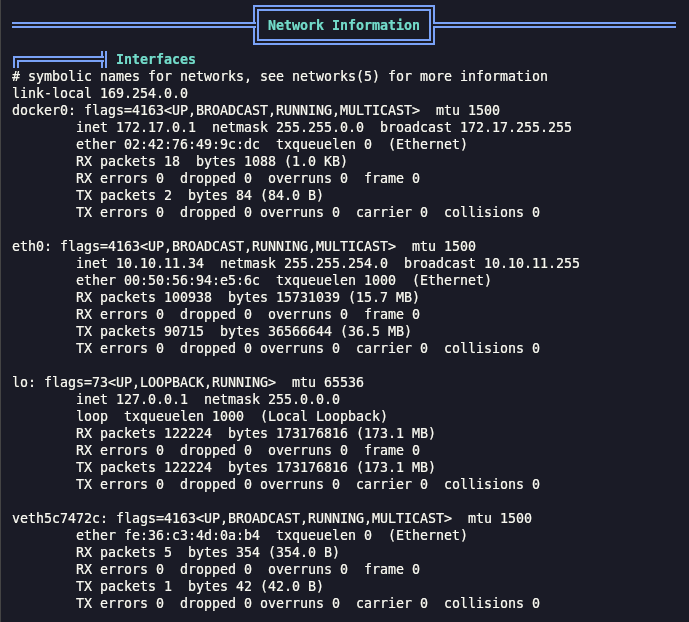 Network Information
Interfaces
# symbolic names for networks, see networks(5) for more information
link-local 169.254.0.0
docker0: flags=4163<UP,BROADCAST,RUNNING,MULTICAST>  mtu 1500
        inet 172.17.0.1  netmask 255.255.0.0  broadcast 172.17.255.255
        ether 02:42:76:49:9c:dc  txqueuelen 0  (Ethernet)
        RX packets 18  bytes 1088 (1.0 KB)
        RX errors 0  dropped 0  overruns 0  frame 0
        TX packets 2  bytes 84 (84.0 B)
        TX errors 0  dropped 0 overruns 0  carrier 0  collisions 0

eth0: flags=4163<UP,BROADCAST,RUNNING,MULTICAST>  mtu 1500
        inet 10.10.11.34  netmask 255.255.254.0  broadcast 10.10.11.255
        ether 00:50:56:94:e5:6c  txqueuelen 1000  (Ethernet)
        RX packets 100938  bytes 15731039 (15.7 MB)
        RX errors 0  dropped 0  overruns 0  frame 0
        TX packets 90715  bytes 36566644 (36.5 MB)
        TX errors 0  dropped 0 overruns 0  carrier 0  collisions 0

lo: flags=73<UP,LOOPBACK,RUNNING>  mtu 65536
        inet 127.0.0.1  netmask 255.0.0.0
        loop  txqueuelen 1000  (Local Loopback)
        RX packets 122224  bytes 173176816 (173.1 MB)
        RX errors 0  dropped 0  overruns 0  frame 0
        TX packets 122224  bytes 173176816 (173.1 MB)
        TX errors 0  dropped 0 overruns 0  carrier 0  collisions 0

veth5c7472c: flags=4163<UP,BROADCAST,RUNNING,MULTICAST>  mtu 1500
        ether fe:36:c3:4d:0a:b4  txqueuelen 0  (Ethernet)
        RX packets 5  bytes 354 (354.0 B)
        RX errors 0  dropped 0  overruns 0  frame 0
        TX packets 1  bytes 42 (42.0 B)
        TX errors 0  dropped 0 overruns 0  carrier 0  collisions 0